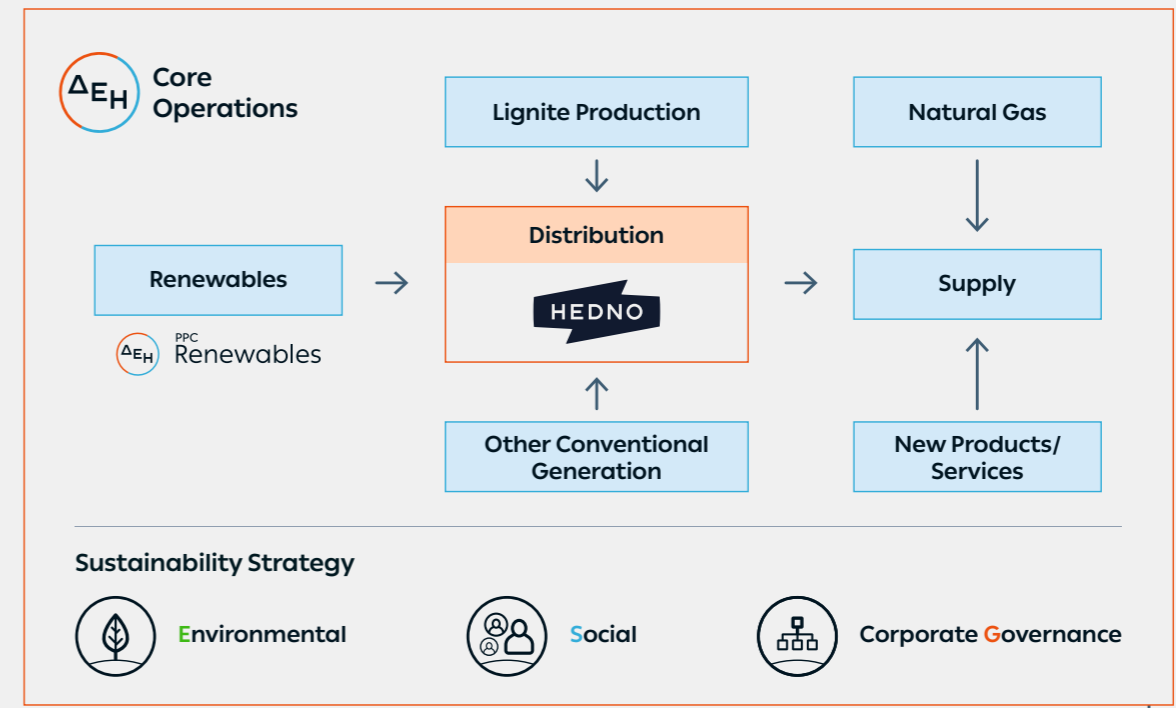 ΔEH
Core
Operations
Lignite Production
Natural Gas
Distribution
HEDNO
Renewables
Supply
ΔEH
PPC
Renewables
Other Conventional
Generation
New Products/
Services
Sustainability Strategy
Environmental
Social
Corporate Governance